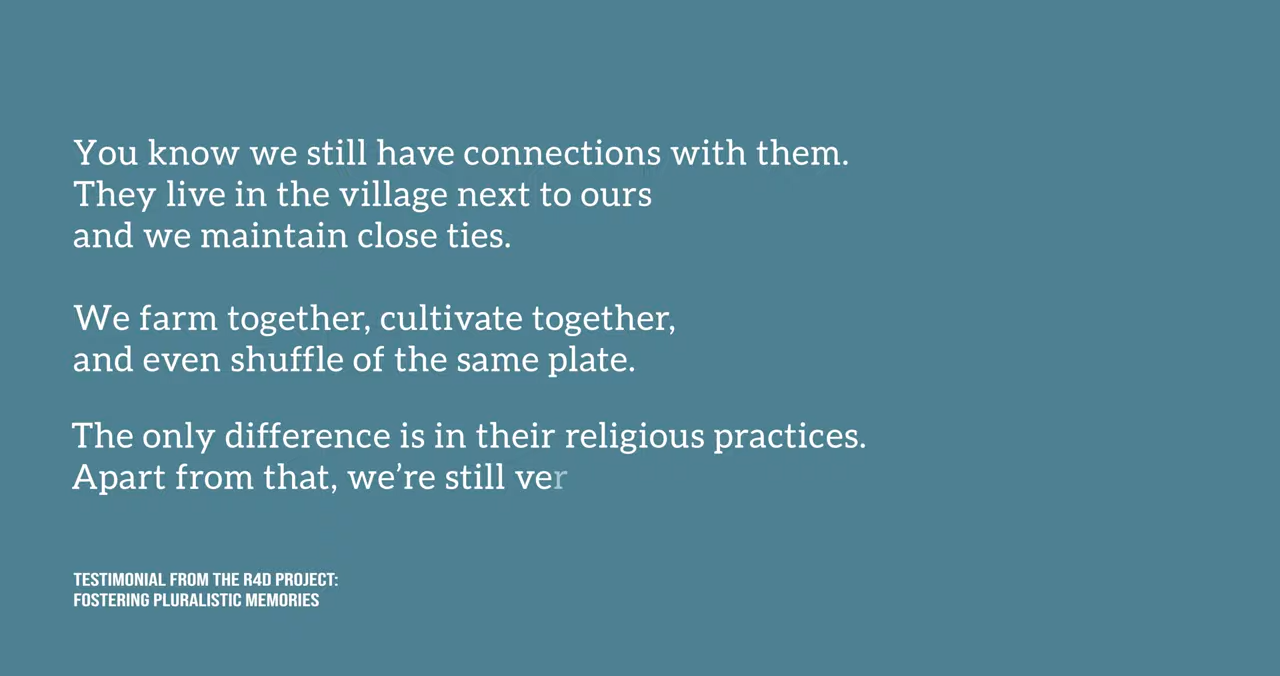 You know we still have connections with them.
They live in the village next to ours
and we maintain close ties.
We farm together, cultivate together,
and even shuffle of the same plate.
The only difference is in their religious practices.
Apart from that, we’re still ver
TESTIMONIAL FROM THE R4D PROJECT:
FOSTERING PLURALISTIC MEMORIES